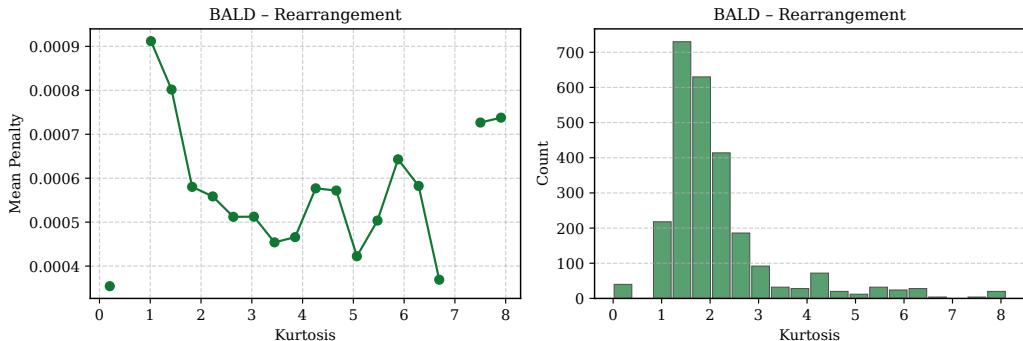 BALD – Rearrangement
Mean Penalty
0.0009
0.0008
0.0007
0.0006
0.0005
0.0004
0 1 2 3 4 5 6 7 8
Kurtosis
BALD – Rearrangement
Count
700
600
500
400
300
200
100
0
0 1 2 3 4 5 6 7 8
Kurtosis